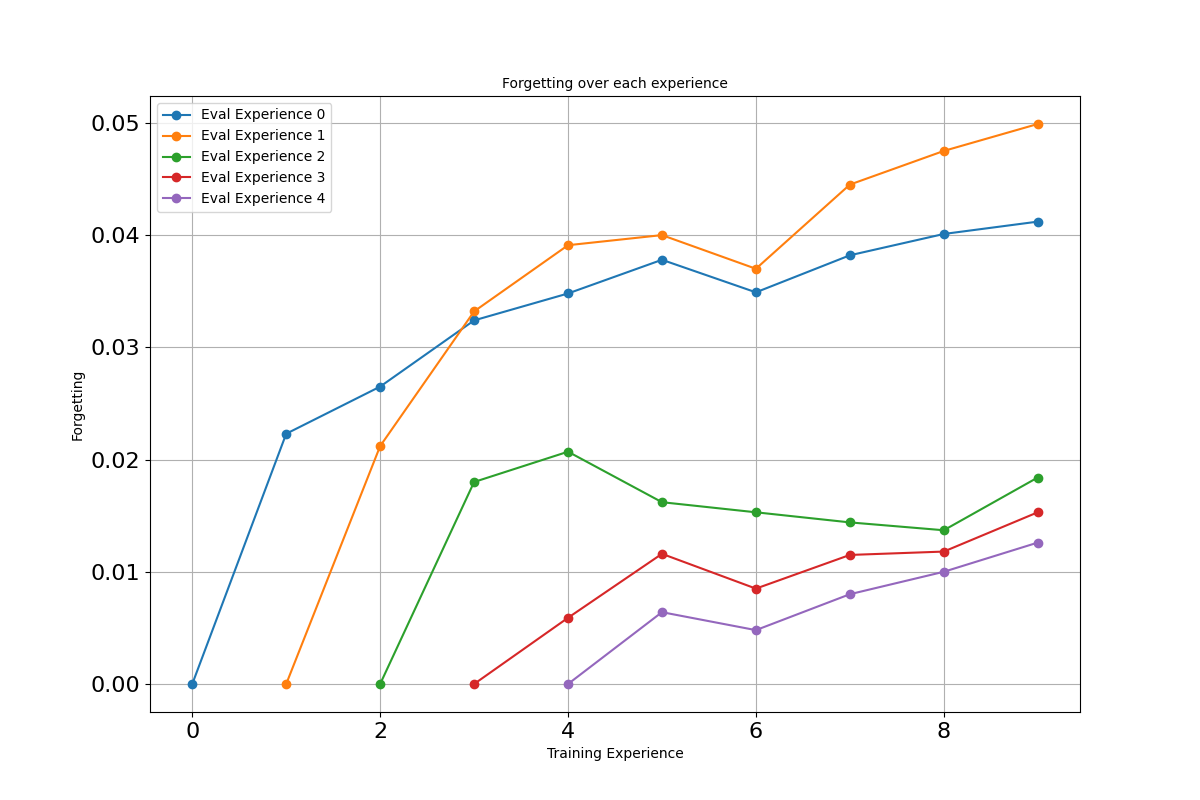 Forgetting over each experience
Eval Experience 0
Eval Experience 1
Eval Experience 2
Eval Experience 3
Eval Experience 4
0.05
0.04
0.03
0.02
0.01
0.00
Forgetting
0 2 4 6 8
Training Experience